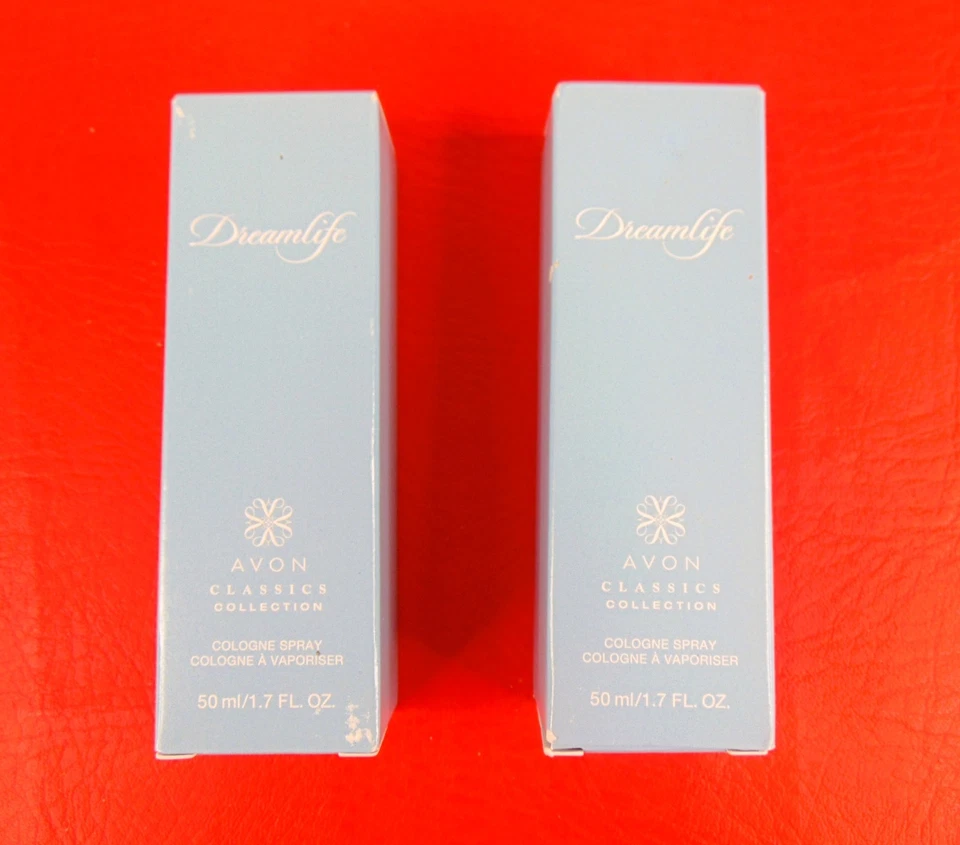 Dreamlife
AVON
CLASSICS
COLLECTION
COLOGNE SPRAY
COLOGNE À VAPORISER
50 ml/1.7 FL. OZ.
Dreamlife
AVON
CLASSICS
COLLECTION
COLOGNE SPRAY
COLOGNE À VAPORISER
50 ml/1.7 FL. OZ.